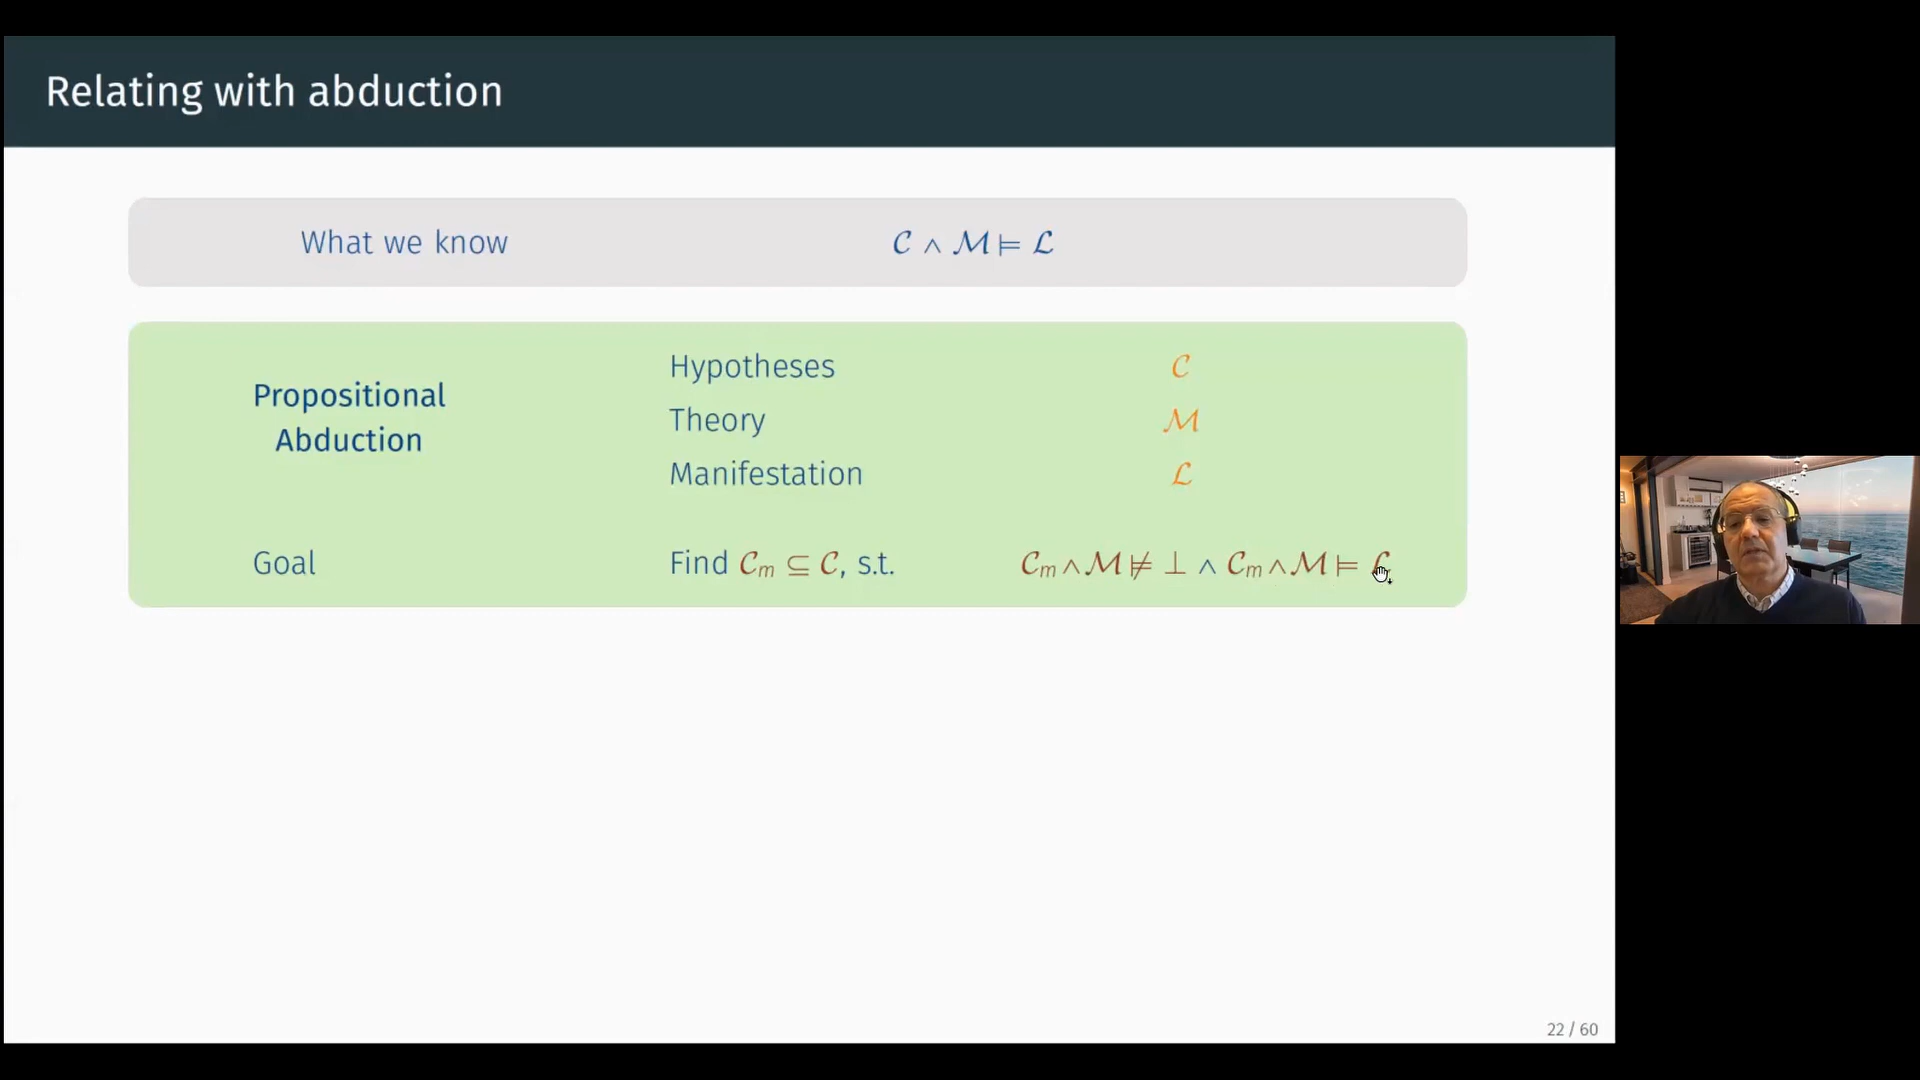 Relating with abduction
What we know 𝒞 ∧ ℳ ⊨ ℒ
Propositional Abduction
Hypotheses 𝒞
Theory ℳ
Manifestation ℒ
Goal Find 𝒞ₘ ⊆ 𝒞, s.t. 𝒞ₘ ∧ ℳ ⊭ ⊥ ∧ 𝒞ₘ ∧ ℳ ⊨ ℒ
22 / 60